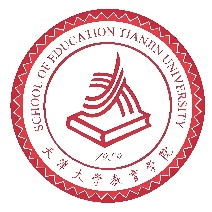 SCHOOL OF EDUCATION TIANJIN UNIVERSITY
天津大学教育学院